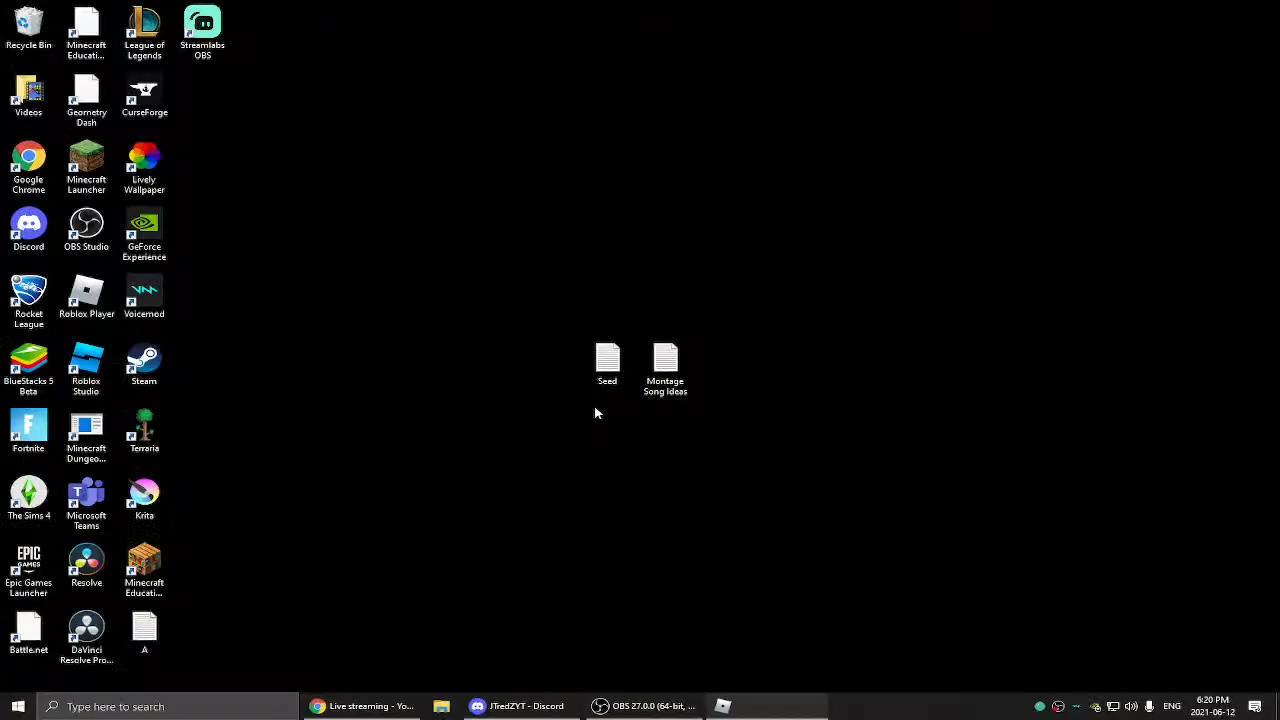 Recycle Bin
Minecraft
Educati...
League of
Legends
Streamlabs
OBS
Videos
Geometry
Dash
CurseForge
Google
Chrome
Minecraft
Launcher
Lively
Wallpaper
Discord
OBS Studio
GeForce
Experience
Rocket
League
Roblox Player
Voicemod
BlueStacks 5
Beta
Roblox
Studio
Steam
Seed
Montage
Song Ideas
Fortnite
Minecraft
Dungeo...
Terraria
The Sims 4
Microsoft
Teams
Krita
EPIC
GAMES
Epic Games
Launcher
Resolve
Minecraft
Educati...
Battle.net
DaVinci
Resolve Pro...
A
Type here to search
Live streaming - Yo...
JTiedZYT - Discord
OBS 27.0.0 (64-bit, ...
ENG
6:20 PM
2021-06-12